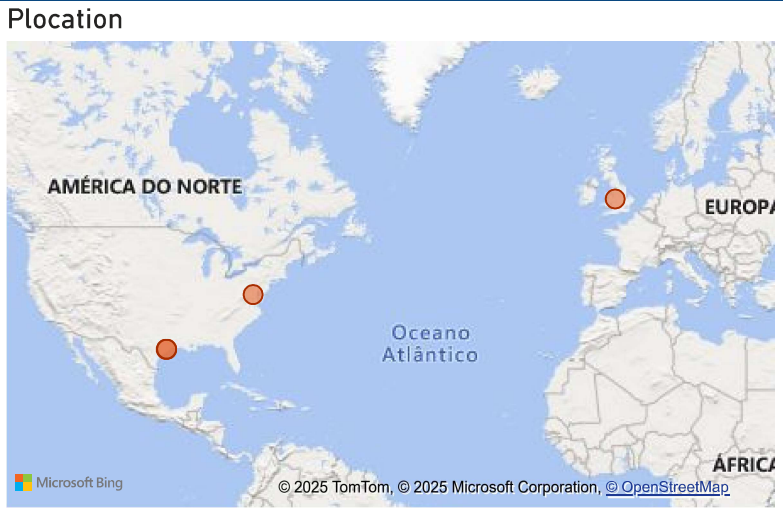 Plocation
AMÉRICA DO NORTE
EUROPA
Oceano
Atlântico
ÁFRICA
Microsoft Bing
© 2025 TomTom, © 2025 Microsoft Corporation, © OpenStreetMap